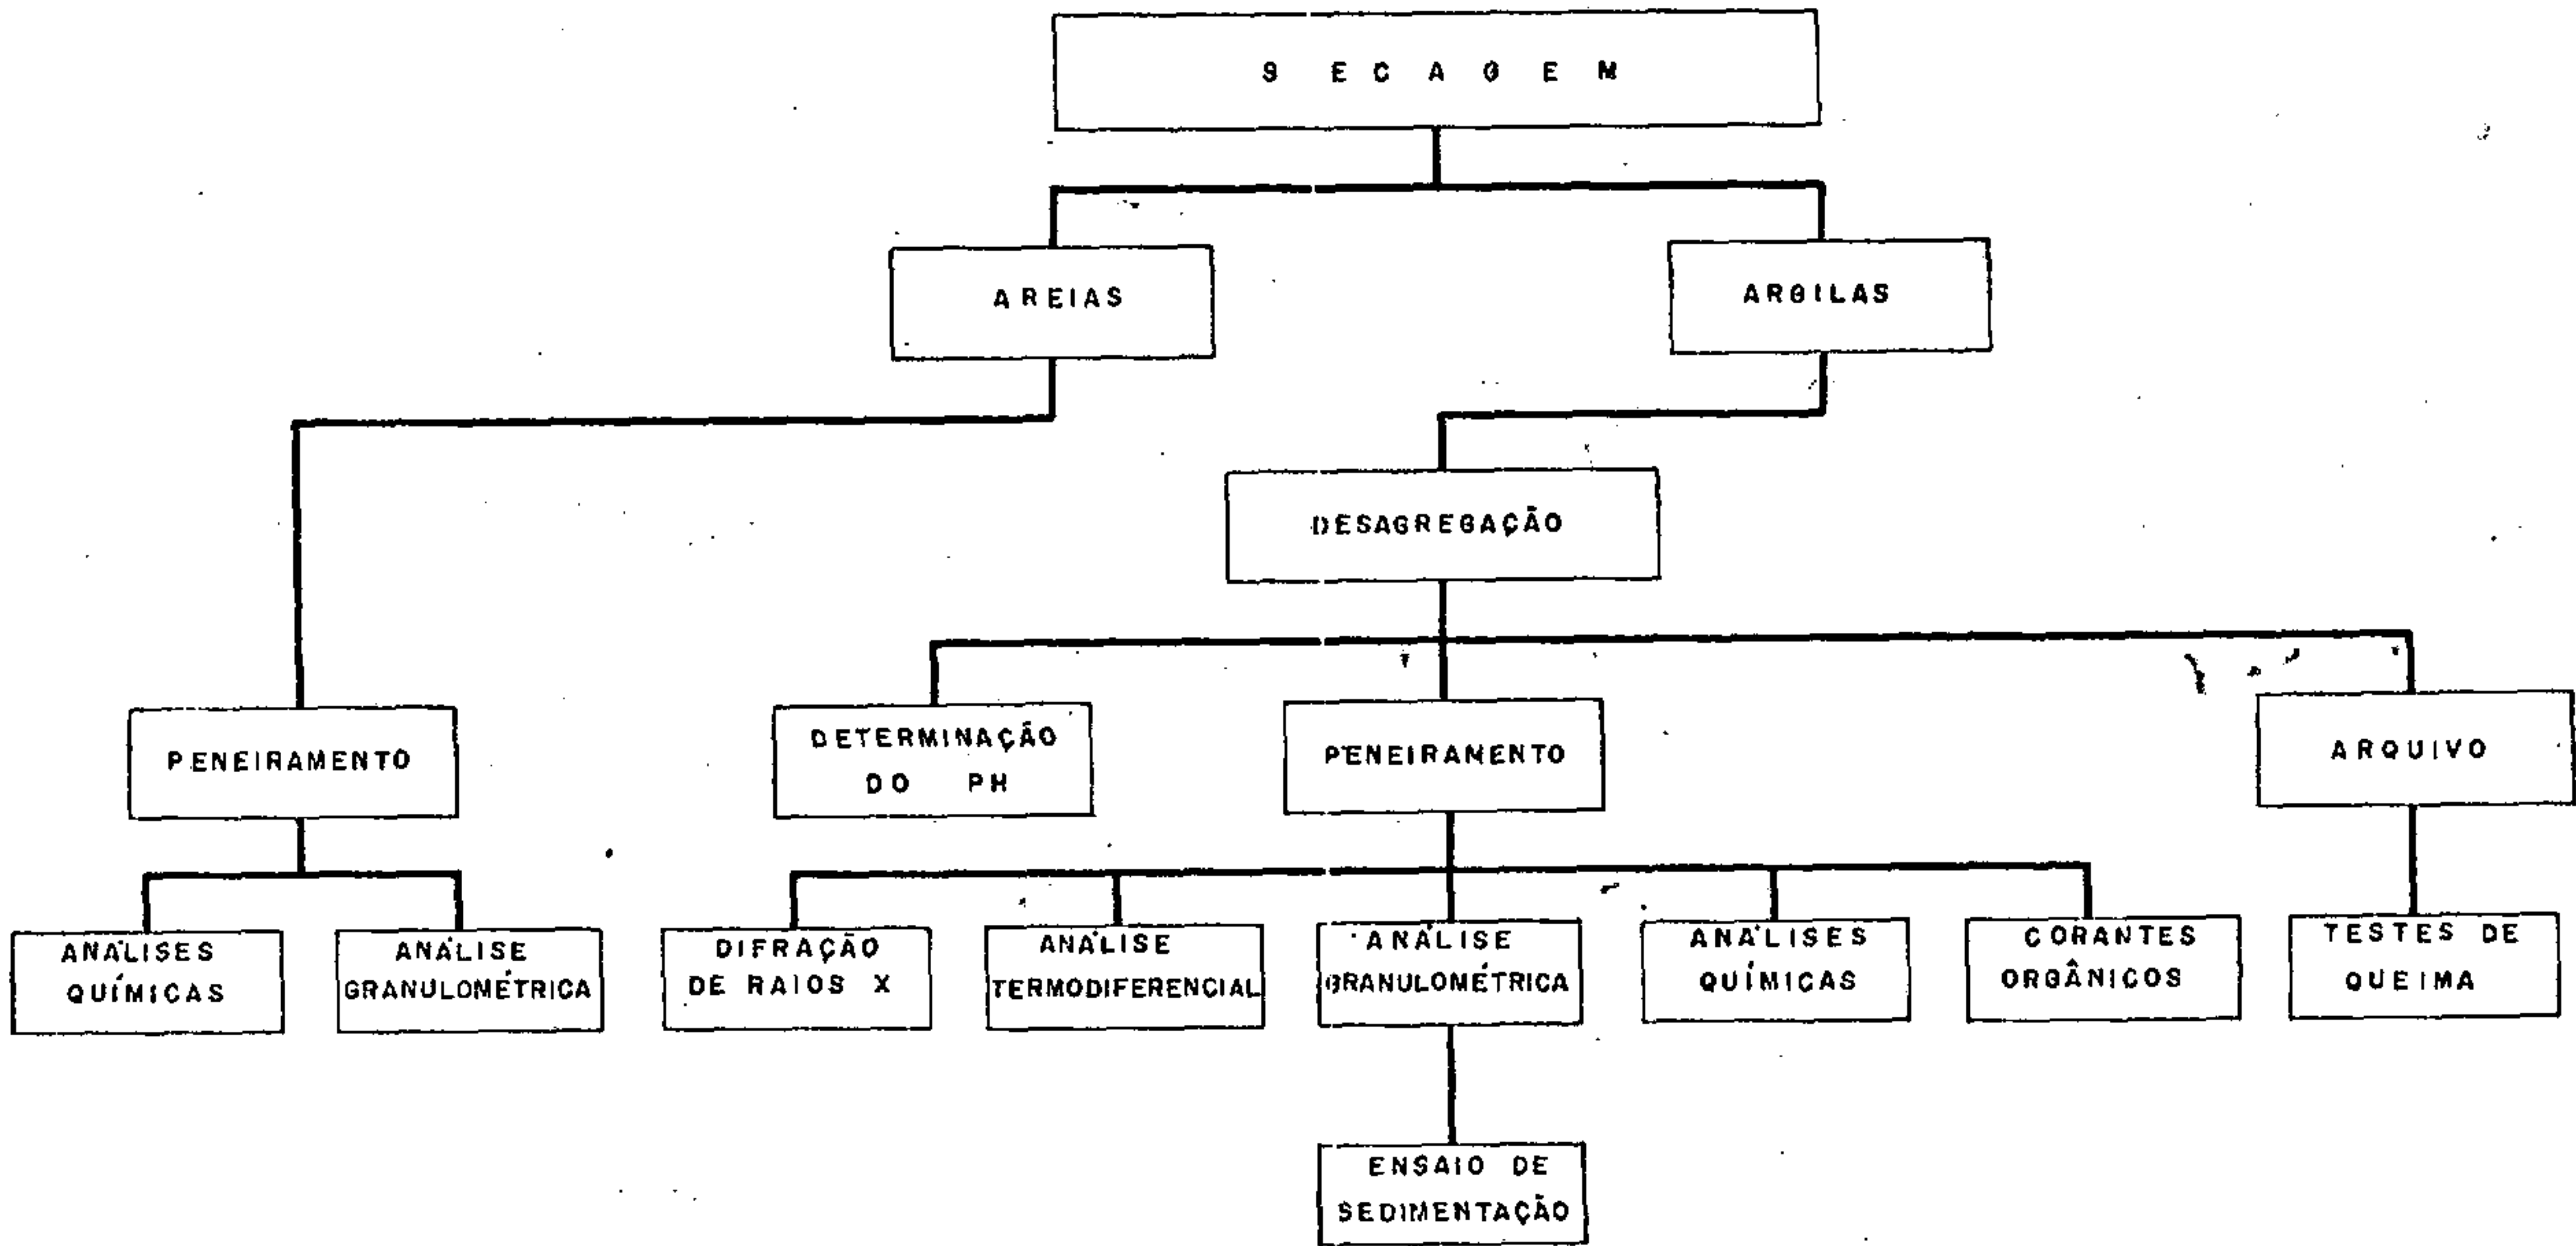 SECAGEM
AREIAS
ARGILAS
DESAGREGAÇÃO
PENEIRAMENTO
DETERMINAÇÃO
DO PH
PENEIRAMENTO
ARQUIVO
ANÁLISES
QUÍMICAS
ANÁLISE
GRANULOMÉTRICA
DIFRAÇÃO
DE RAIOS X
ANÁLISE
TERMODIFERENCIAL
ANÁLISE
GRANULOMÉTRICA
ANÁLISES
QUÍMICAS
CORANTES
ORGÂNICOS
TESTES DE
QUEIMA
ENSAIO DE
SEDIMENTAÇÃO